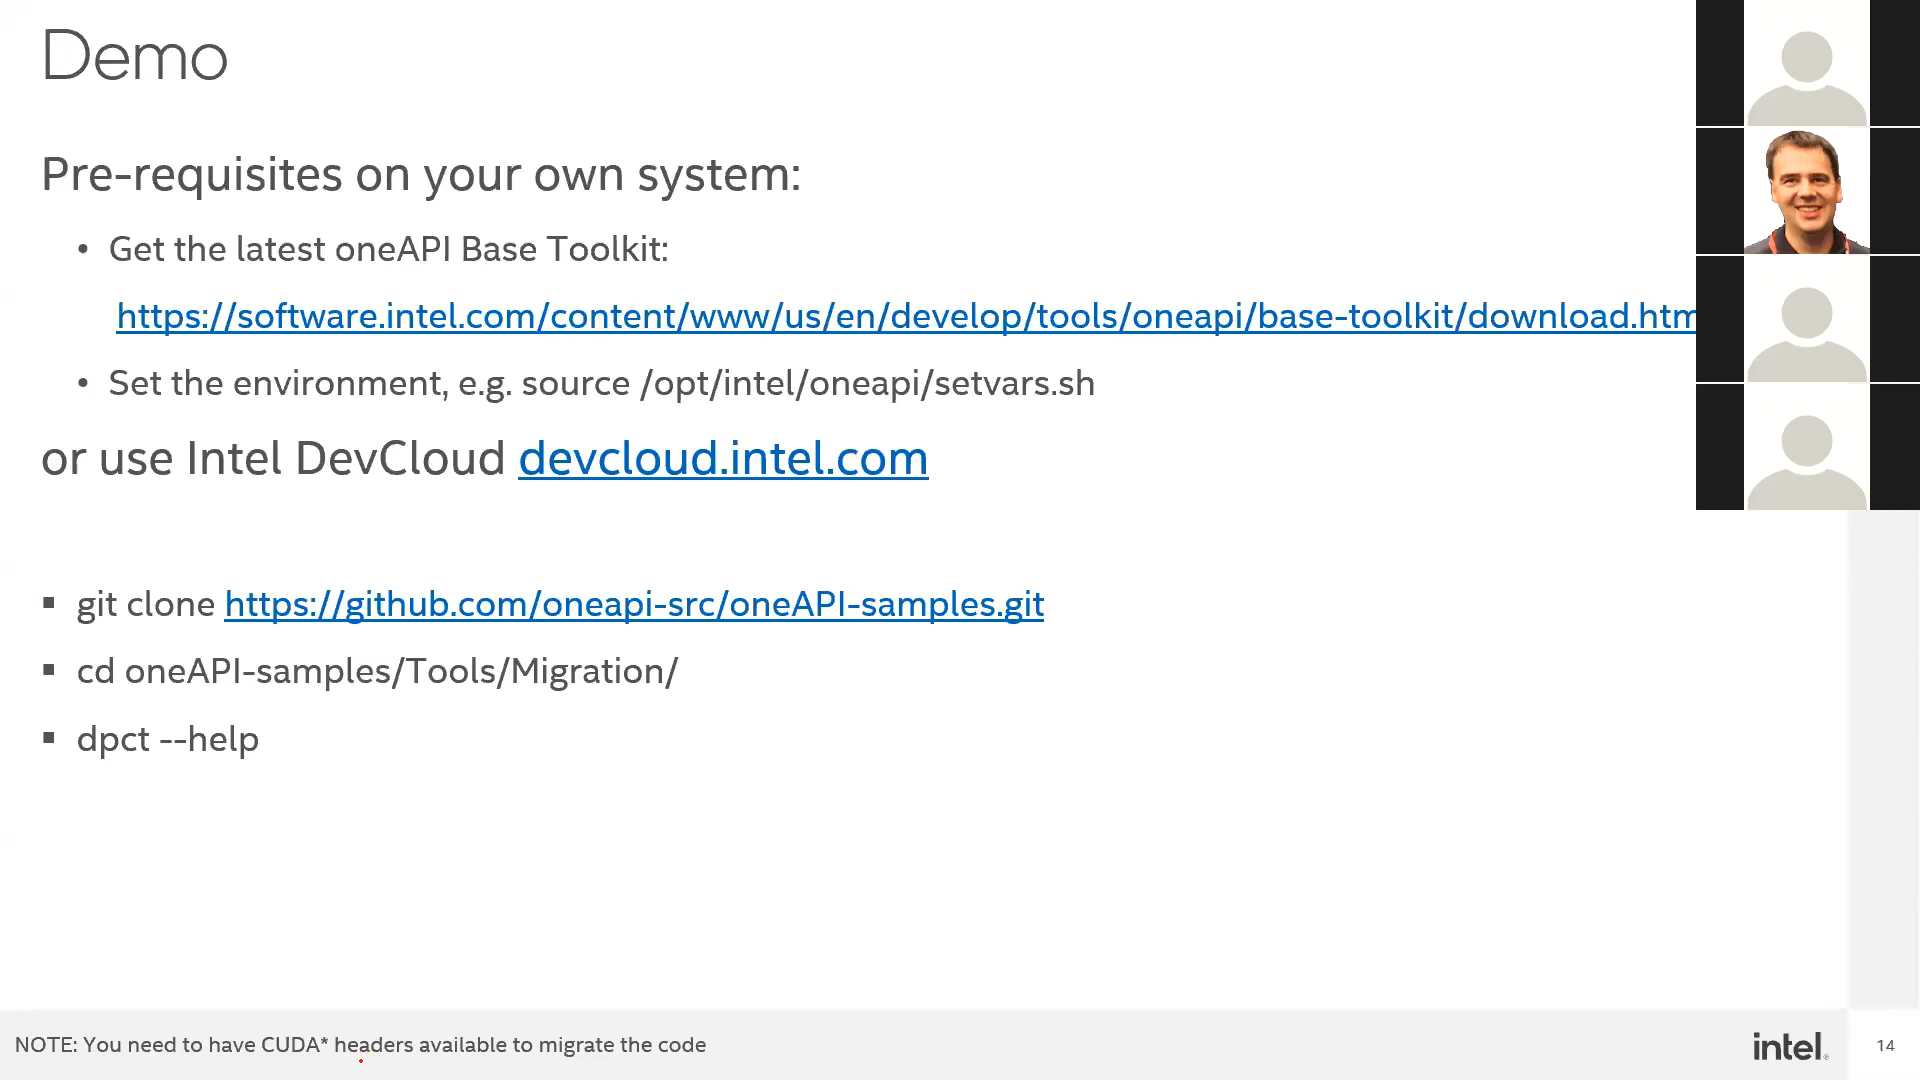 Demo
Pre-requisites on your own system:
• Get the latest oneAPI Base Toolkit:
https://software.intel.com/content/www/us/en/develop/tools/oneapi/base-toolkit/download.htm
• Set the environment, e.g. source /opt/intel/oneapi/setvars.sh
or use Intel DevCloud devcloud.intel.com
▪ git clone https://github.com/oneapi-src/oneAPI-samples.git
▪ cd oneAPI-samples/Tools/Migration/
▪ dpct --help
NOTE: You need to have CUDA* headers available to migrate the code
intel.
14